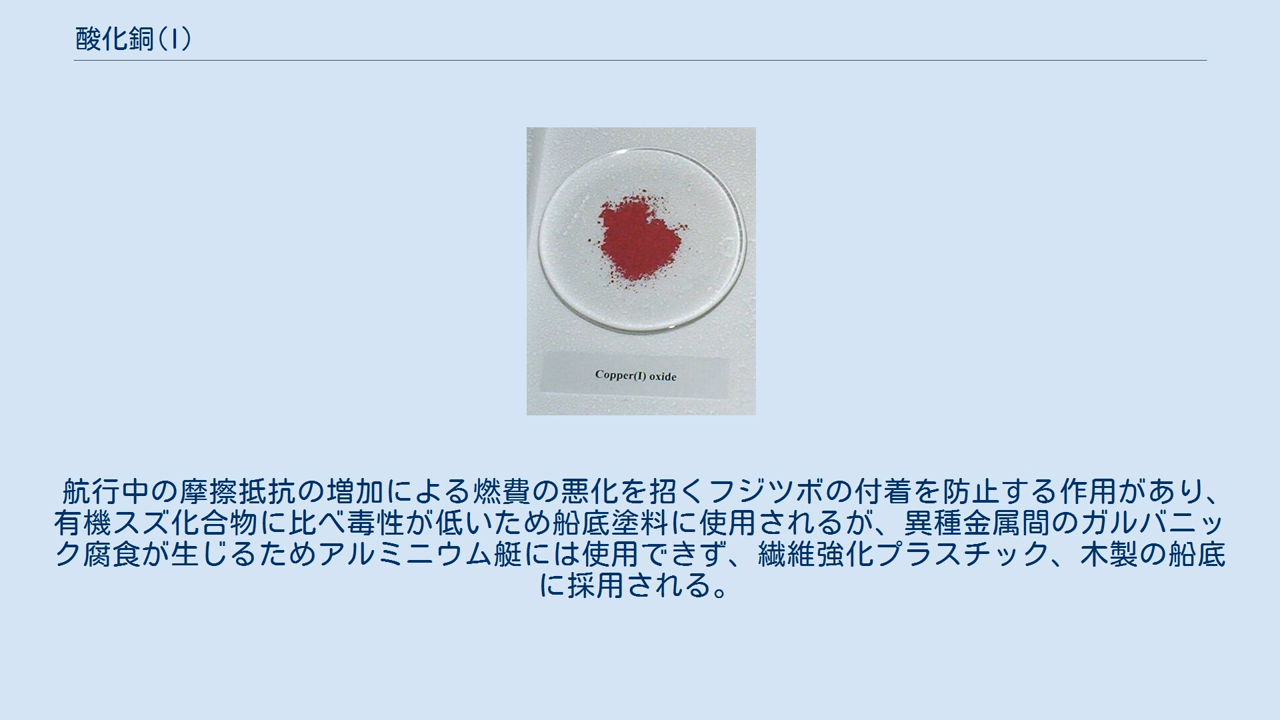 酸化銅(I)
Copper(I) oxide
航行中の摩擦抵抗の増加による燃費の悪化を招くフジツボの付着を防止する作用があり、
有機スズ化合物に比べ毒性が低いため船底塗料に使用されるが、異種金属間のガルバニッ
ク腐食が生じるためアルミニウム艇には使用できず、繊維強化プラスチック、木製の船底
に採用される。